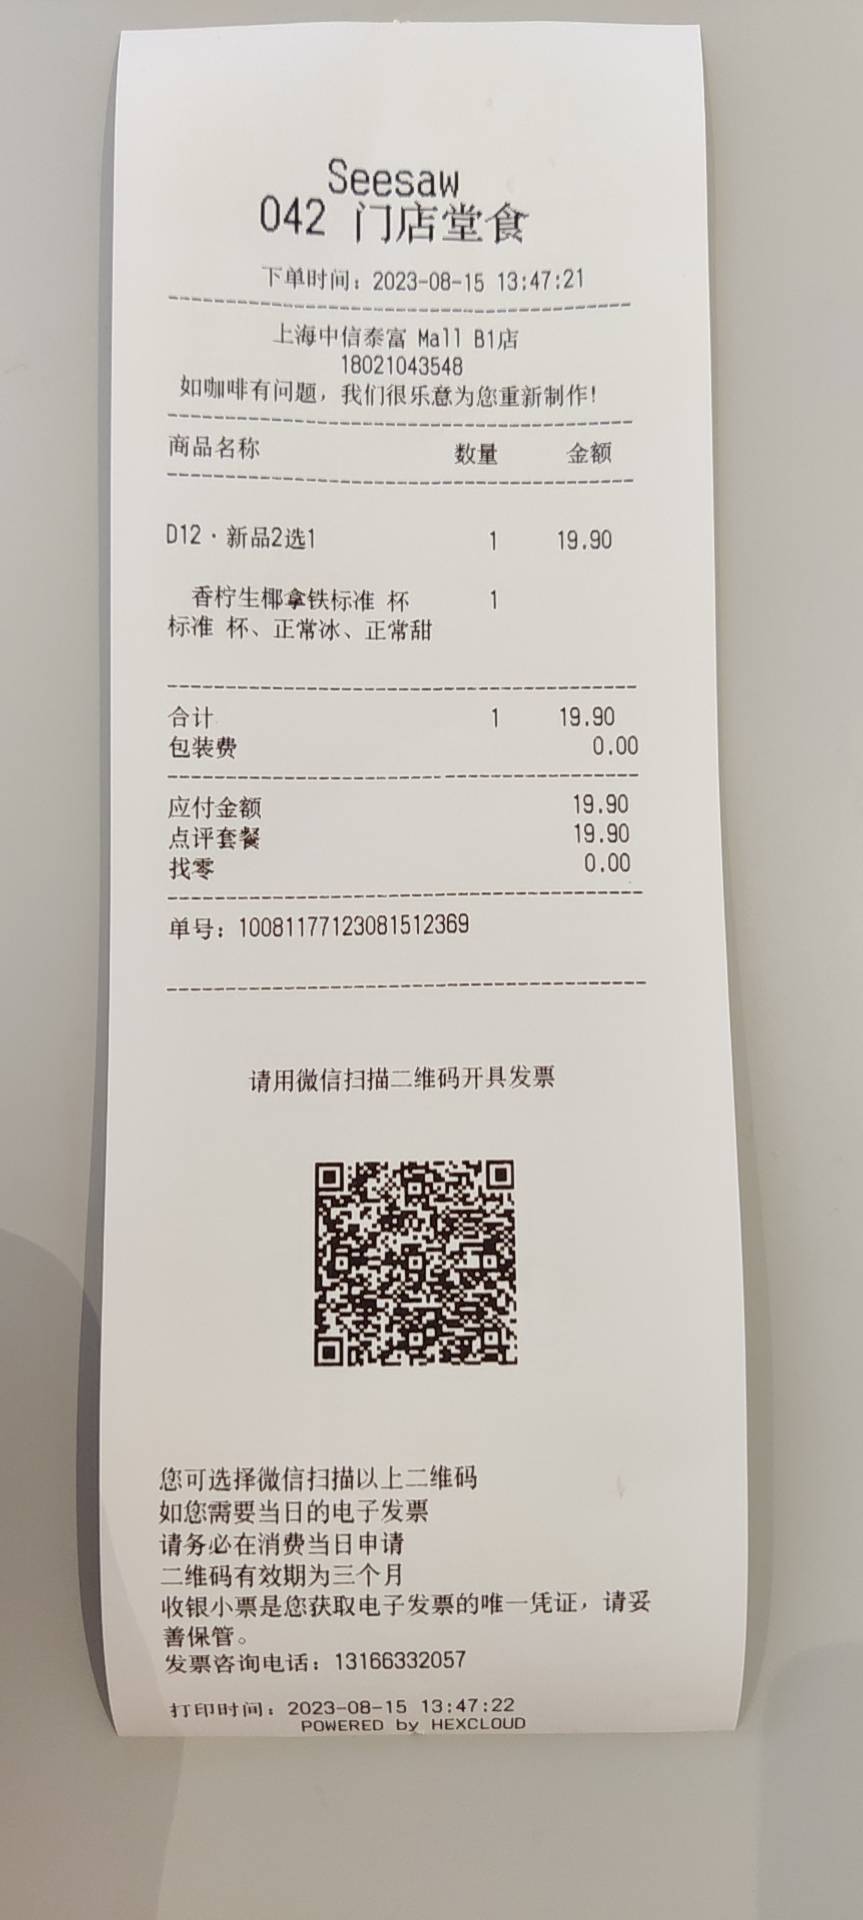 Seesaw
042 门店堂食
下单时间：2023-08-15 13:47:21
上海中信泰富 Mall B1店
18021043548
如咖啡有问题，我们很乐意为您重新制作！
商品名称 数量 金额
D12·新品2选1 1 19.90
香柠生椰拿铁标准 杯 1
标准 杯、正常冰、正常甜
合计 1 19.90
包装费 0.00
应付金额 19.90
点评套餐 19.90
找零 0.00
单号：10081177123081512369
请用微信扫描二维码开具发票
您可选择微信扫描以上二维码
如您需要当日的电子发票
请务必在消费当日申请
二维码有效期为三个月
收银小票是您获取电子发票的唯一凭证，请妥
善保管。
发票咨询电话：13166332057
打印时间：2023-08-15 13:47:22
POWERED by HEXCLOUD